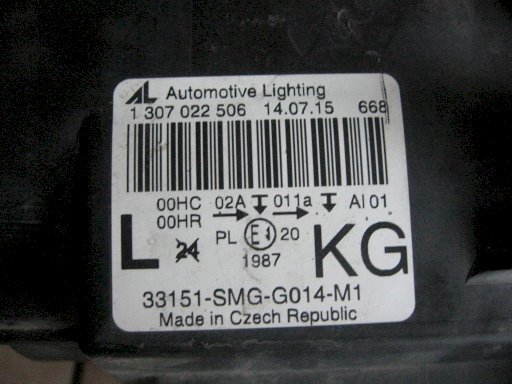 AL Automotive Lighting
1 307 022 506 14.07.15 668
00HC 02A 011a AI 01
00HR
L 24 PL E1 20 KG
1987
33151-SMG-G014-M1
Made in Czech Republic